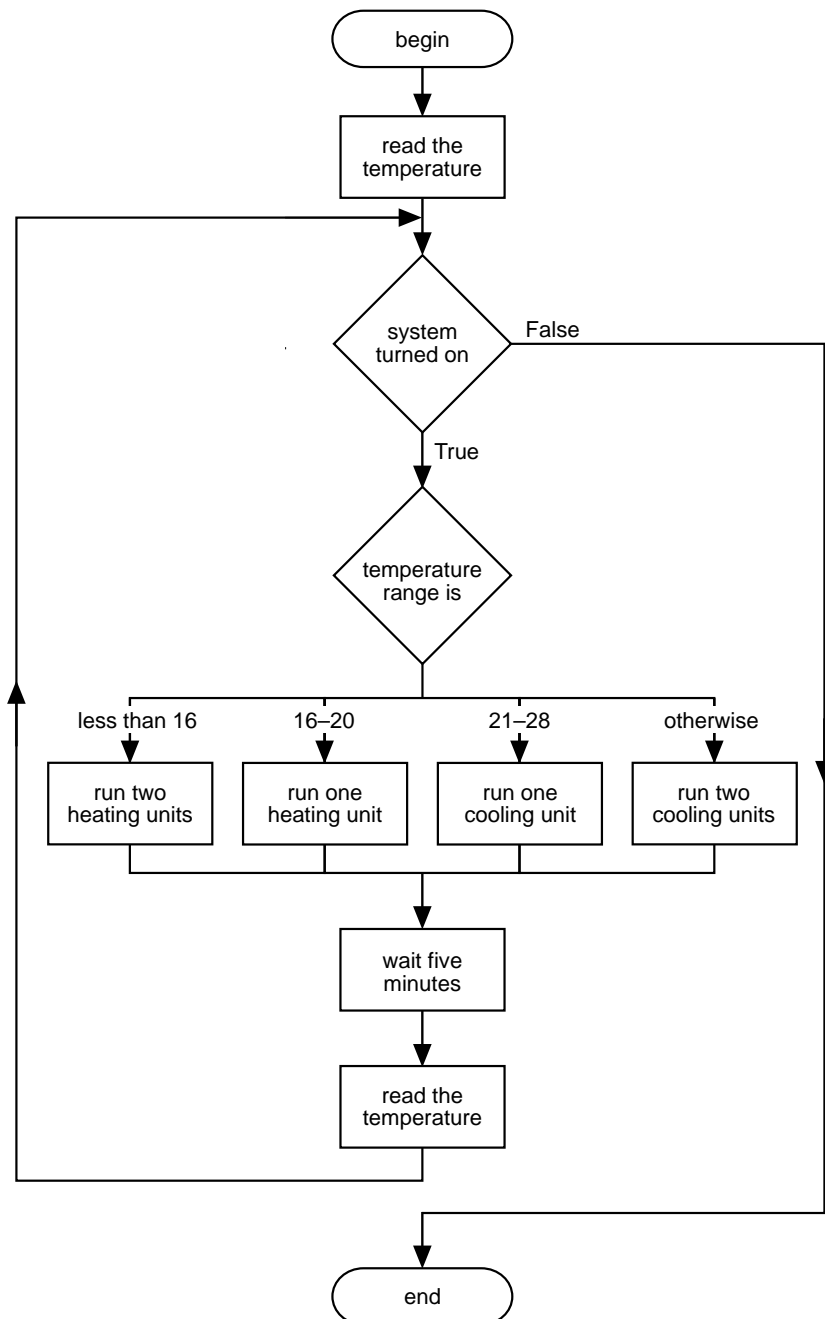 begin
read the
temperature
system
turned on
False
True
temperature
range is
less than 16
16–20
21–28
otherwise
run two
heating units
run one
heating unit
run one
cooling unit
run two
cooling units
wait five
minutes
read the
temperature
end